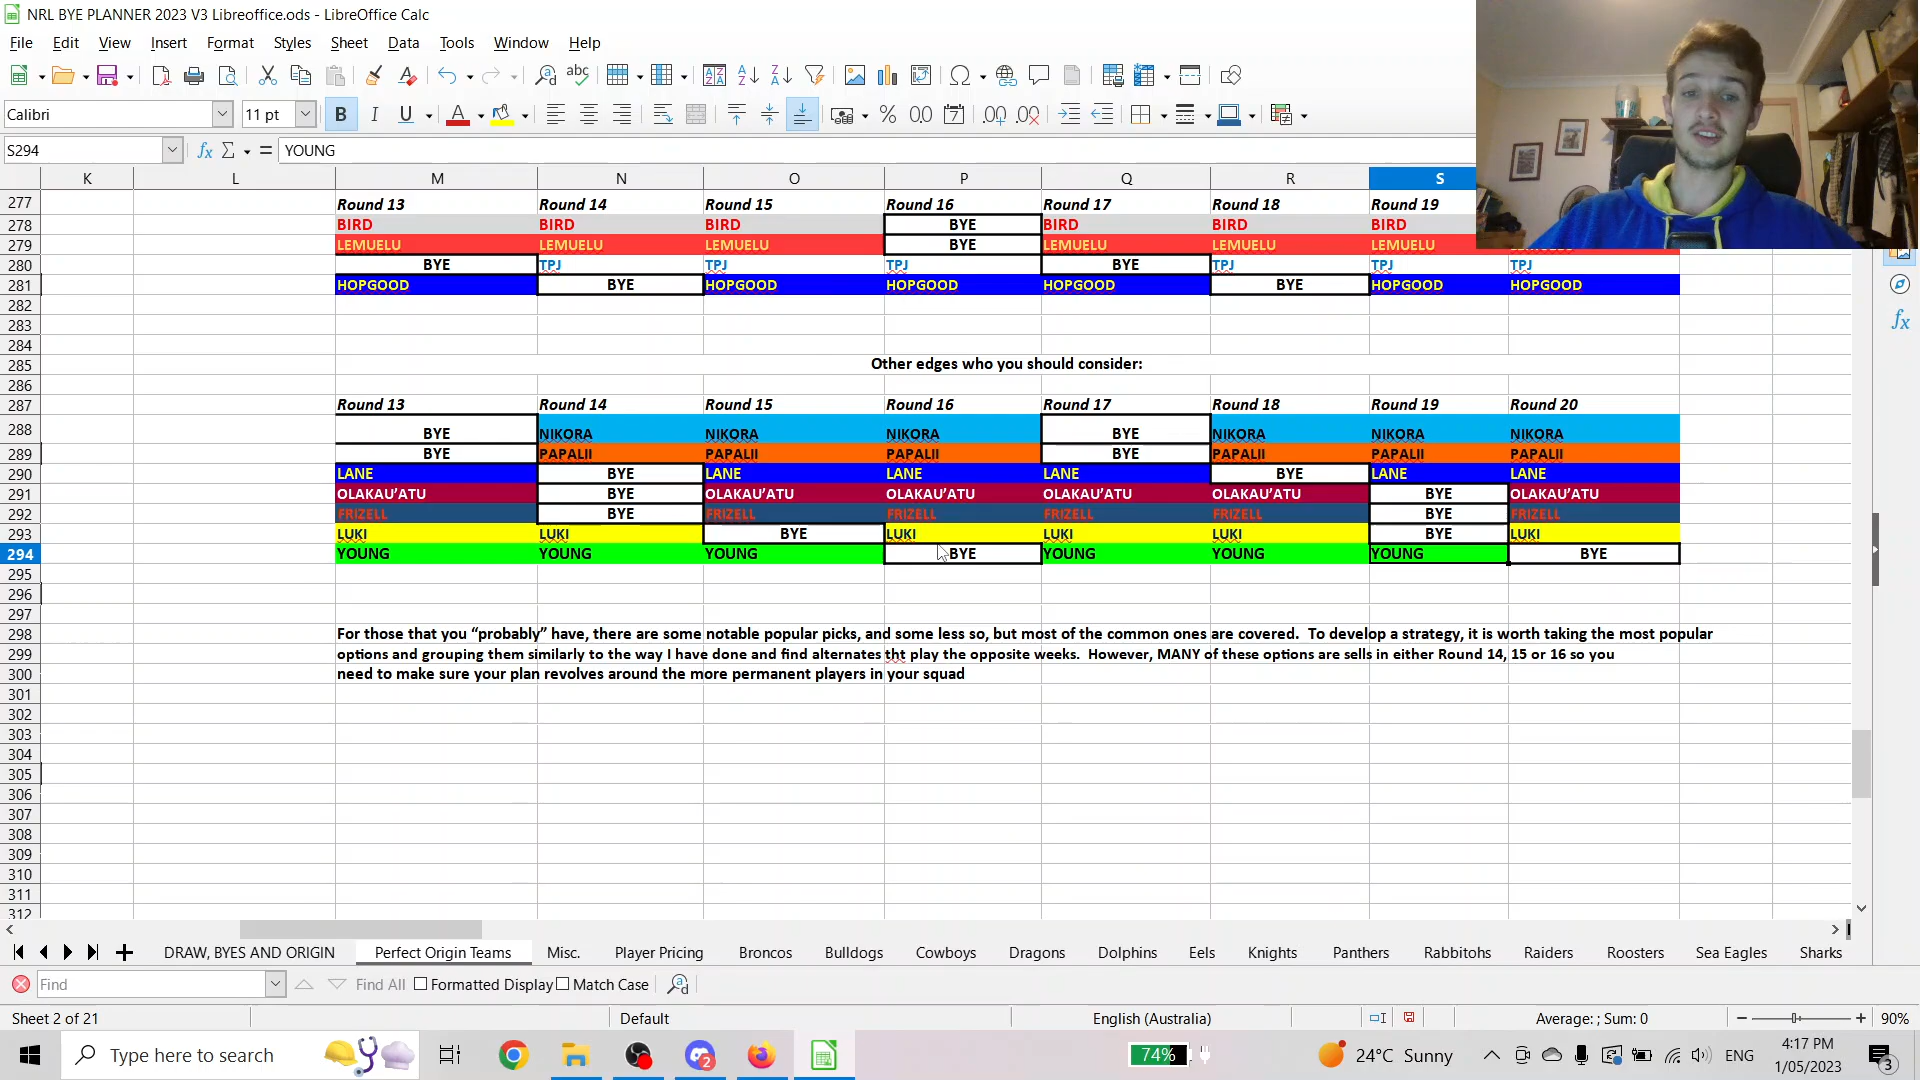 NRL BYE PLANNER 2023 V3 Libreoffice.ods - LibreOffice Calc
File Edit View Insert Format Styles Sheet Data Tools Window Help
Calibri 11 pt B I U
S294 fx Σ = YOUNG
K L M N O P Q R S
277 Round 13 Round 14 Round 15 Round 16 Round 17 Round 18 Round 19
278 BIRD BIRD BIRD BYE BIRD BIRD BIRD
279 LEMUELU LEMUELU LEMUELU BYE LEMUELU LEMUELU LEMUELU
280 BYE TPJ TPJ TPJ BYE TPJ TPJ TPJ
281 HOPGOOD BYE HOPGOOD HOPGOOD HOPGOOD BYE HOPGOOD HOPGOOD
282
283
284
285 Other edges who you should consider:
286
287 Round 13 Round 14 Round 15 Round 16 Round 17 Round 18 Round 19 Round 20
288 BYE NIKORA NIKORA NIKORA BYE NIKORA NIKORA NIKORA
289 BYE PAPALII PAPALII PAPALII BYE PAPALII PAPALII PAPALII
290 LANE BYE LANE LANE LANE BYE LANE LANE
291 OLAKAU’ATU BYE OLAKAU’ATU OLAKAU’ATU OLAKAU’ATU OLAKAU’ATU BYE OLAKAU’ATU
292 FRIZELL BYE FRIZELL FRIZELL FRIZELL FRIZELL BYE FRIZELL
293 LUKI LUKI BYE LUKI LUKI LUKI BYE LUKI
294 YOUNG YOUNG YOUNG BYE YOUNG YOUNG YOUNG BYE
295
296
297
298 For those that you “probably” have, there are some notable popular picks, and some less so, but most of the common ones are covered. To develop a strategy, it is worth taking the most popular
299 options and grouping them similarly to the way I have done and find alternates tht play the opposite weeks. However, MANY of these options are sells in either Round 14, 15 or 16 so you
300 need to make sure your plan revolves around the more permanent players in your squad
301
302
303
304
305
306
307
308
309
310
311
312
DRAW, BYES AND ORIGIN Perfect Origin Teams Misc. Player Pricing Broncos Bulldogs Cowboys Dragons Dolphins Eels Knights Panthers Rabbitohs Raiders Roosters Sea Eagles Sharks
Find Find All Formatted Display Match Case
Sheet 2 of 21 Default English (Australia) Average: ; Sum: 0 90%
Type here to search 2 74% 24°C Sunny ENG 4:17 PM
1/05/2023 3